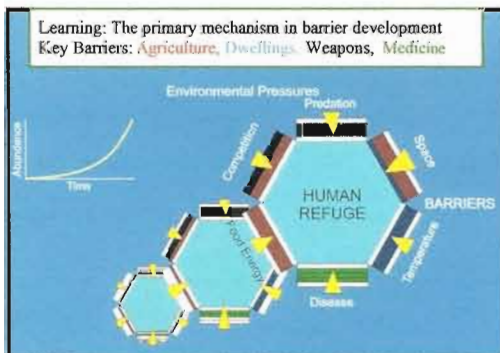 Learning: The primary mechanism in barrier development
Key Barriers: Agriculture, Dwellings, Weapons, Medicine
Environmental Pressures
Predation
Competition
Space
Abundance
Time
HUMAN
REFUGE
BARRIERS
Food Energy
Temperature
Disease